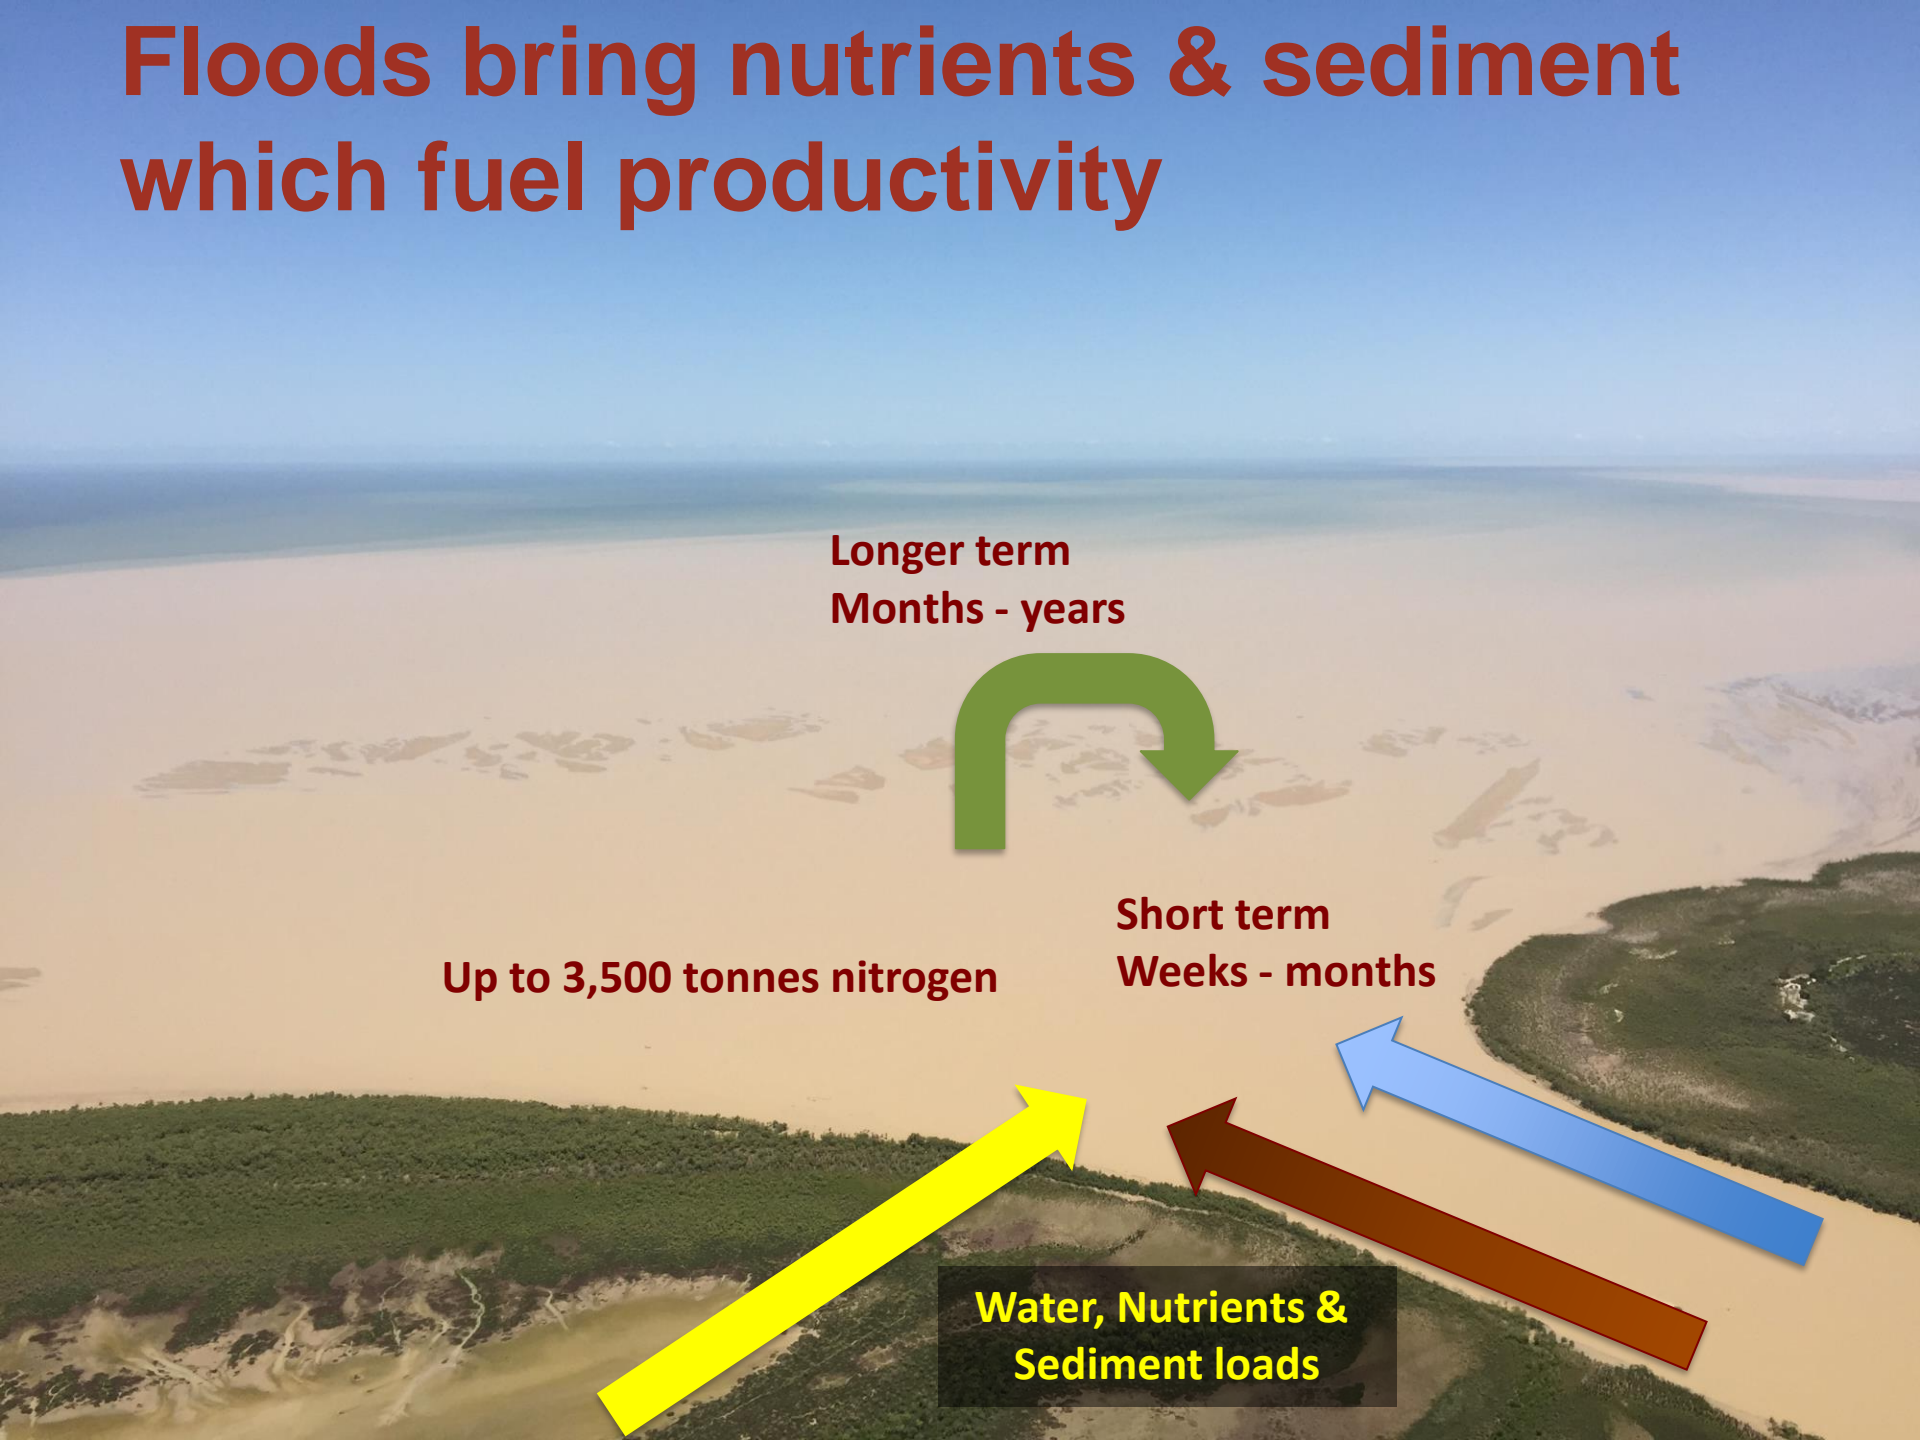 Floods bring nutrients & sediment
which fuel productivity
Longer term
Months - years
Short term
Weeks - months
Up to 3,500 tonnes nitrogen
Water, Nutrients &
Sediment loads